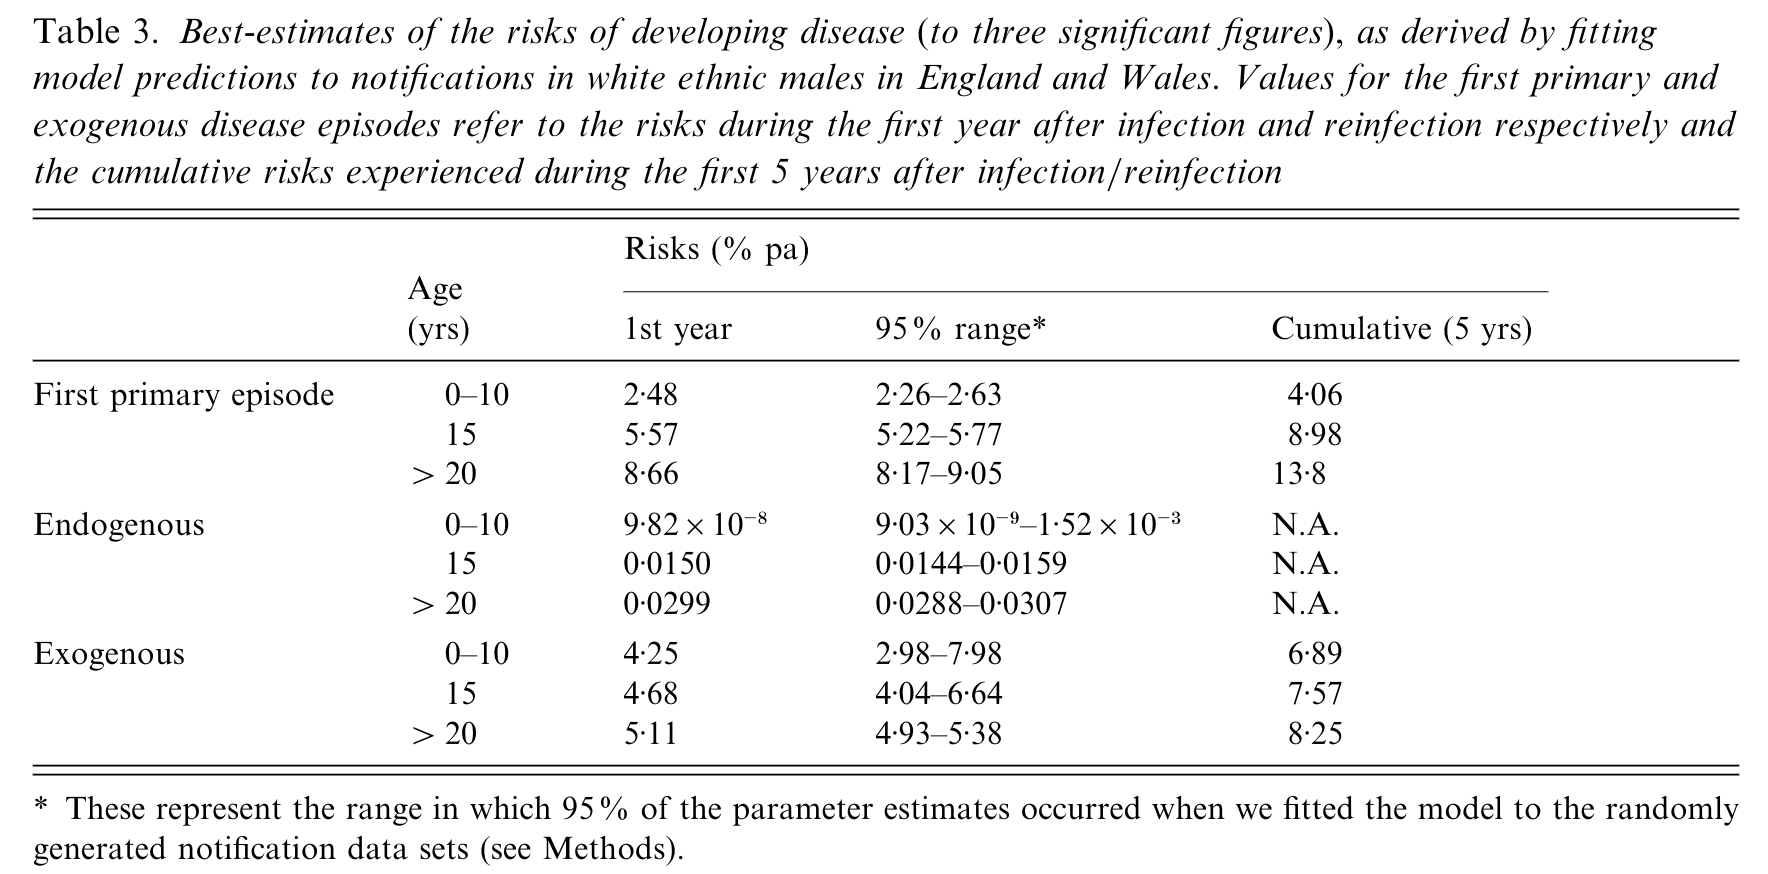 Table 3. Best-estimates of the risks of developing disease (to three significant figures), as derived by fitting
model predictions to notifications in white ethnic males in England and Wales. Values for the first primary and
exogenous disease episodes refer to the risks during the first year after infection and reinfection respectively and
the cumulative risks experienced during the first 5 years after infection/reinfection
Risks (% pa)
Age
(yrs) 1st year 95% range* Cumulative (5 yrs)
First primary episode 0–10 2·48 2·26–2·63 4·06
15 5·57 5·22–5·77 8·98
> 20 8·66 8·17–9·05 13·8
Endogenous 0–10 9·82 × 10⁻⁸ 9·03 × 10⁻⁹–1·52 × 10⁻³ N.A.
15 0·0150 0·0144–0·0159 N.A.
> 20 0·0299 0·0288–0·0307 N.A.
Exogenous 0–10 4·25 2·98–7·98 6·89
15 4·68 4·04–6·64 7·57
> 20 5·11 4·93–5·38 8·25
* These represent the range in which 95% of the parameter estimates occurred when we fitted the model to the randomly
generated notification data sets (see Methods).